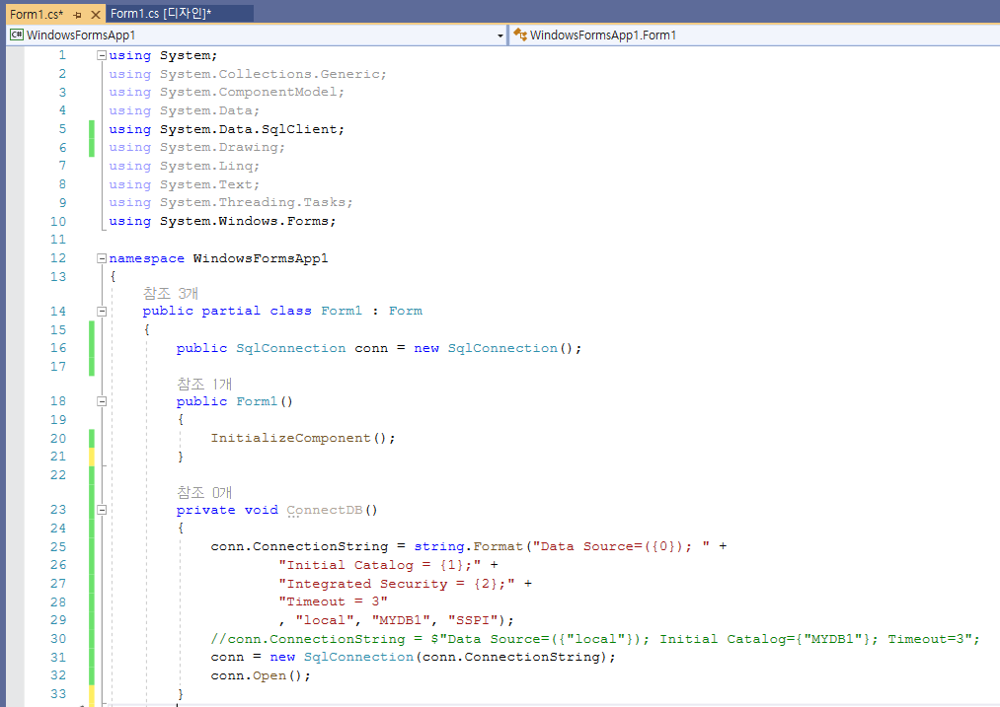 Form1.cs*
Form1.cs [디자인]*
C# WindowsFormsApp1
WindowsFormsApp1.Form1
1 using System;
2 using System.Collections.Generic;
3 using System.ComponentModel;
4 using System.Data;
5 using System.Data.SqlClient;
6 using System.Drawing;
7 using System.Linq;
8 using System.Text;
9 using System.Threading.Tasks;
10 using System.Windows.Forms;
11
12 namespace WindowsFormsApp1
13 {
참조 3개
14 public partial class Form1 : Form
15 {
16 public SqlConnection conn = new SqlConnection();
17
참조 1개
18 public Form1()
19 {
20 InitializeComponent();
21 }
22
참조 0개
23 private void ConnectDB()
24 {
25 conn.ConnectionString = string.Format("Data Source=({0}); " +
26 "Initial Catalog = {1};" +
27 "Integrated Security = {2};" +
28 "Timeout = 3"
29 , "local", "MYDB1", "SSPI");
30 //conn.ConnectionString = $"Data Source=({"local"}); Initial Catalog={"MYDB1"}; Timeout=3";
31 conn = new SqlConnection(conn.ConnectionString);
32 conn.Open();
33 }